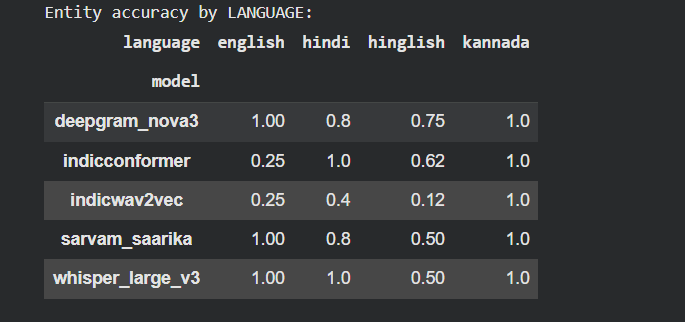 Entity accuracy by LANGUAGE:
language english hindi hinglish kannada
model
deepgram_nova3 1.00 0.8 0.75 1.0
indicconformer 0.25 1.0 0.62 1.0
indicwav2vec 0.25 0.4 0.12 1.0
sarvam_saarika 1.00 0.8 0.50 1.0
whisper_large_v3 1.00 1.0 0.50 1.0